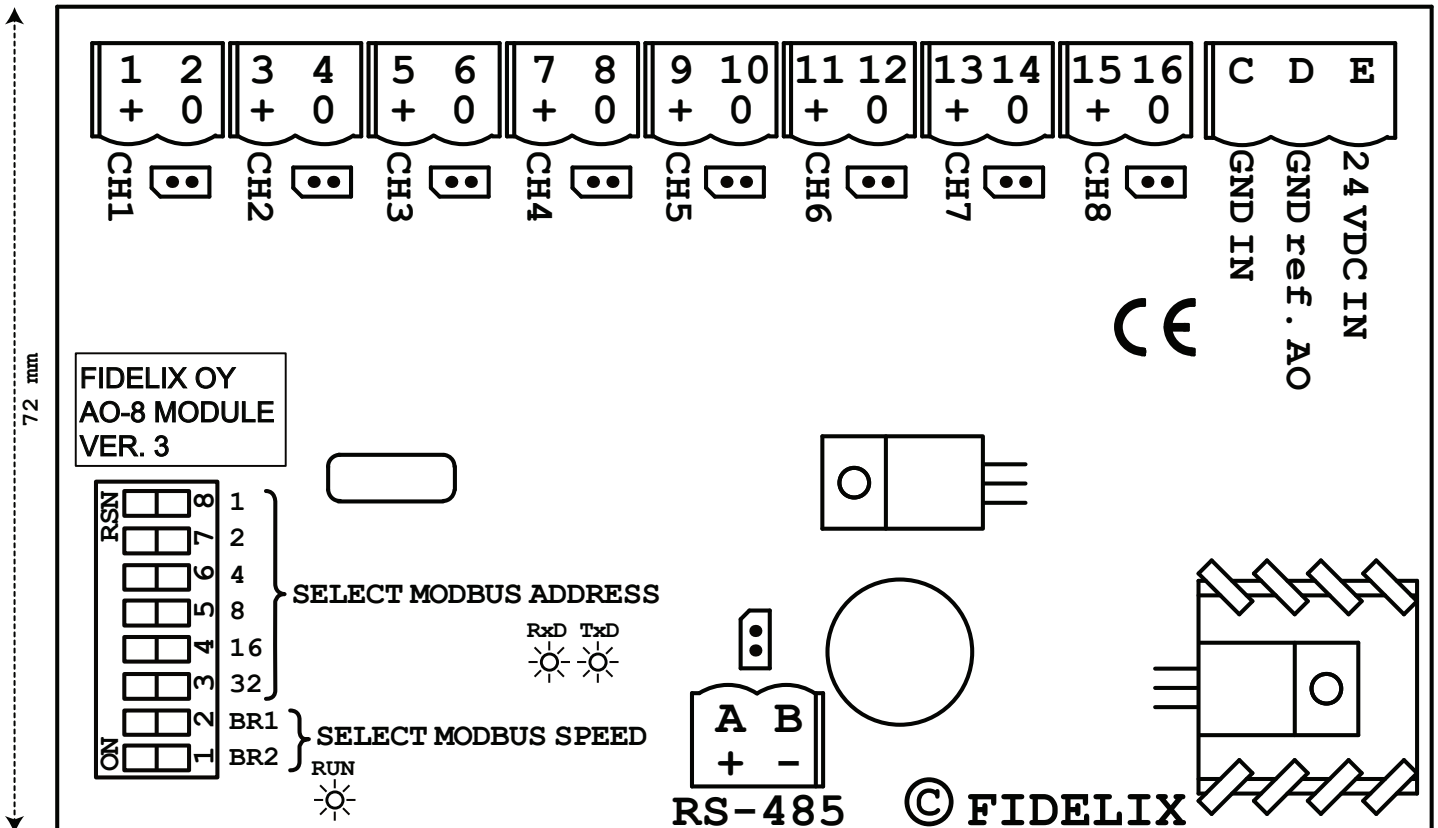 1 2 3 4 5 6 7 8 9 10 11 12 13 14 15 16 C D E
+ 0 + 0 + 0 + 0 + 0 + 0 + 0 + 0
CH1 CH2 CH3 CH4 CH5 CH6 CH7 CH8
GND IN
GND ref. AO
24 VDC IN
CE
72 mm
FIDELIX OY
AO-8 MODULE
VER. 3
RSN
8 1
7 2
6 4
5 8
4 16
3 32
SELECT MODBUS ADDRESS
2 BR1
1 BR2
SELECT MODBUS SPEED
ON
RxD TxD
RUN
A B
+ -
RS-485
© FIDELIX